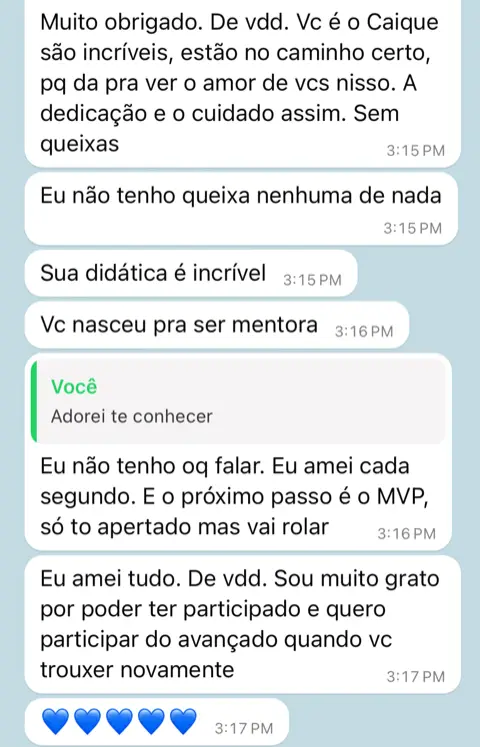 Muito obrigado. De vdd. Vc é o Caique
são incríveis, estão no caminho certo,
pq da pra ver o amor de vcs nisso. A
dedicação e o cuidado assim. Sem
queixas
3:15 PM
Eu não tenho queixa nenhuma de nada
3:15 PM
Sua didática é incrível 3:15 PM
Vc nasceu pra ser mentora 3:16 PM
Você
Adorei te conhecer
Eu não tenho oq falar. Eu amei cada
segundo. E o próximo passo é o MVP,
só to apertado mas vai rolar 3:16 PM
Eu amei tudo. De vdd. Sou muito grato
por poder ter participado e quero
participar do avançado quando vc
trouxer novamente 3:17 PM
💙💙💙💙💙 3:17 PM